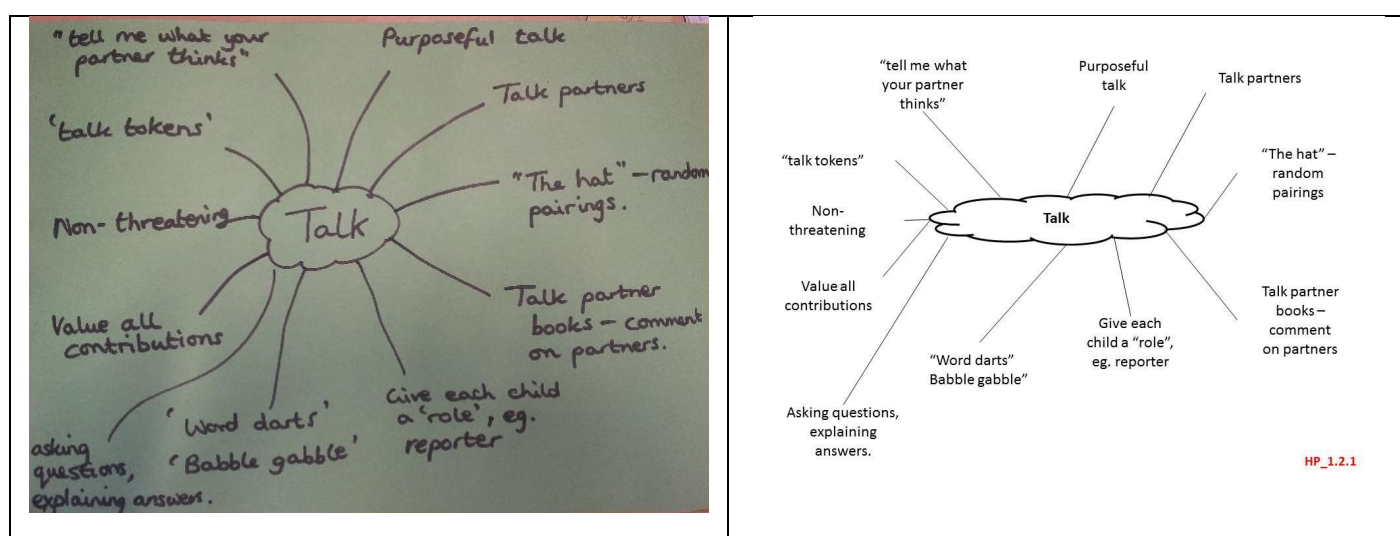 "tell me what your
partner thinks"
Purposeful talk
Talk partners
'talk tokens'
"The hat" – random
pairings.
Non-threatening
Talk
Talk partner
books – comment
on partners.
Value all
contributions
Give each child
a 'role', eg.
reporter
'Word darts'
'Babble gabble'
asking
questions,
explaining answers.
"tell me what
your partner
thinks"
Purposeful
talk
Talk partners
"talk tokens"
"The hat" –
random
pairings
Non-
threatening
Talk
Value all
contributions
Talk partner
books –
comment
on partners
Give each
child a "role",
eg. reporter
"Word darts"
Babble gabble"
Asking questions,
explaining
answers.
HP_1.2.1